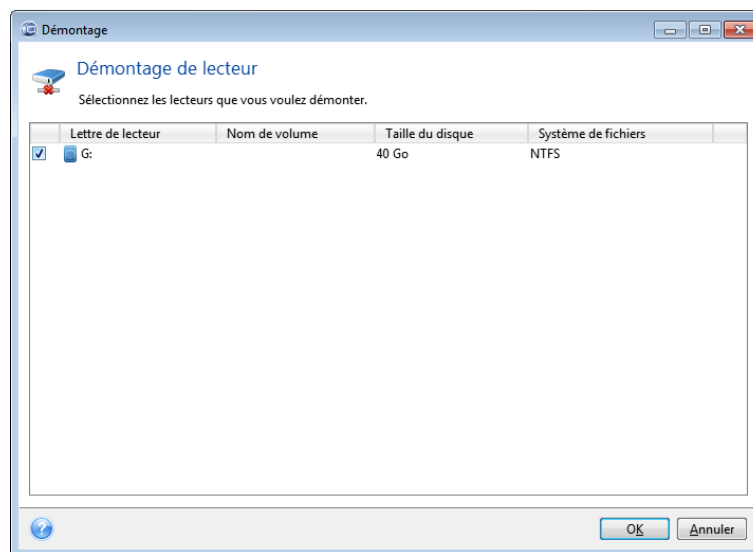 Démontage
Démontage de lecteur
Sélectionnez les lecteurs que vous voulez démonter.
Lettre de lecteur Nom de volume Taille du disque Système de fichiers
G: 40 Go NTFS
OK Annuler